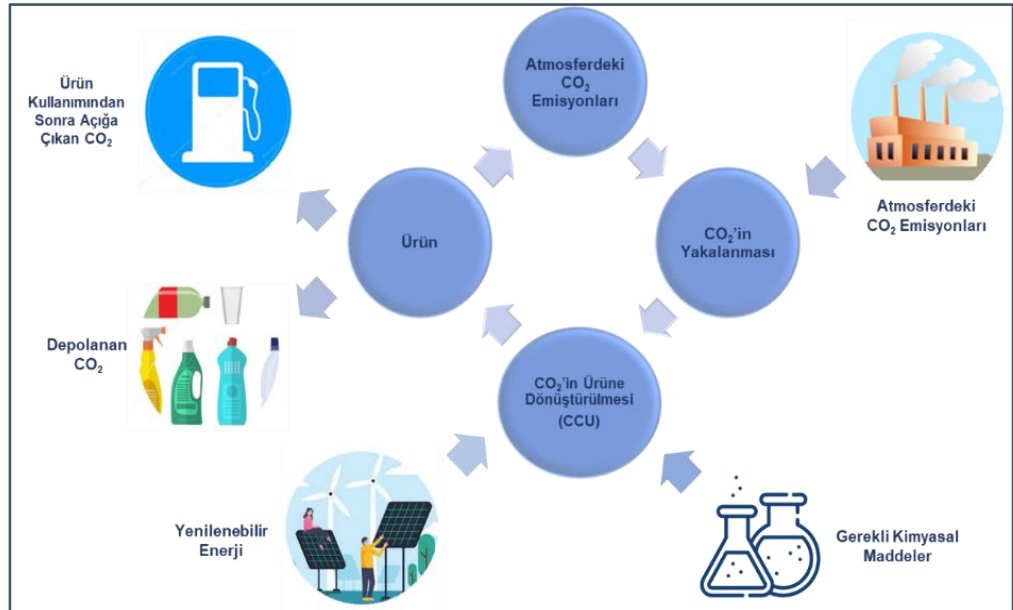 Ürün
Kullanımından
Sonra Açığa
Çıkan CO₂
Atmosferdeki
CO₂
Emisyonları
Atmosferdeki
CO₂ Emisyonları
Ürün
CO₂'in
Yakalanması
Depolanan
CO₂
CO₂'in Ürüne
Dönüştürülmesi
(CCU)
Yenilenebilir
Enerji
Gerekli Kimyasal
Maddeler